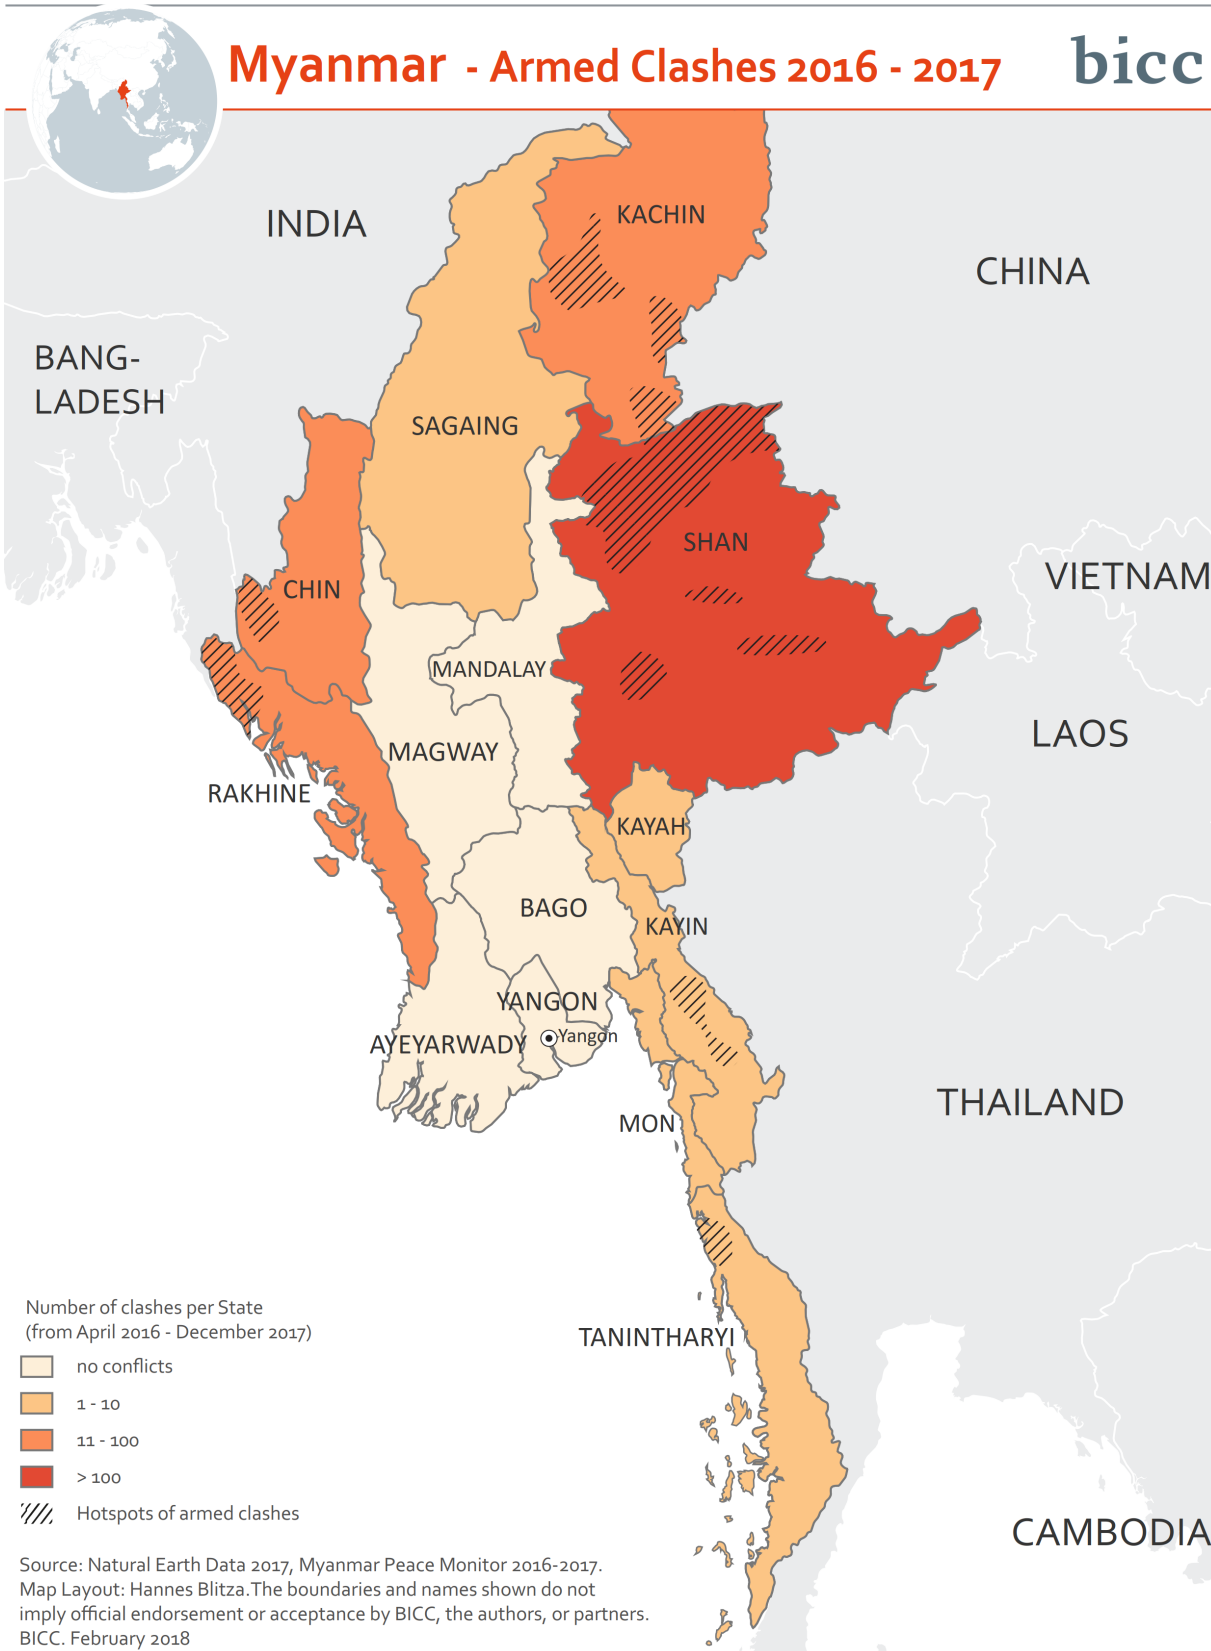 Myanmar - Armed Clashes 2016 - 2017
bicc
INDIA
KACHIN
CHINA
BANG-
LADESH
SAGAING
SHAN
CHIN
VIETNAM
MANDALAY
LAOS
MAGWAY
RAKHINE
KAYAH
BAGO
KAYIN
YANGON
Yangon
AYEYARWADY
THAILAND
MON
TANINTHARYI
CAMBODIA
Number of clashes per State
(from April 2016 - December 2017)
no conflicts
1 - 10
11 - 100
> 100
Hotspots of armed clashes
Source: Natural Earth Data 2017, Myanmar Peace Monitor 2016-2017.
Map Layout: Hannes Blitza.The boundaries and names shown do not
imply official endorsement or acceptance by BICC, the authors, or partners.
BICC. February 2018